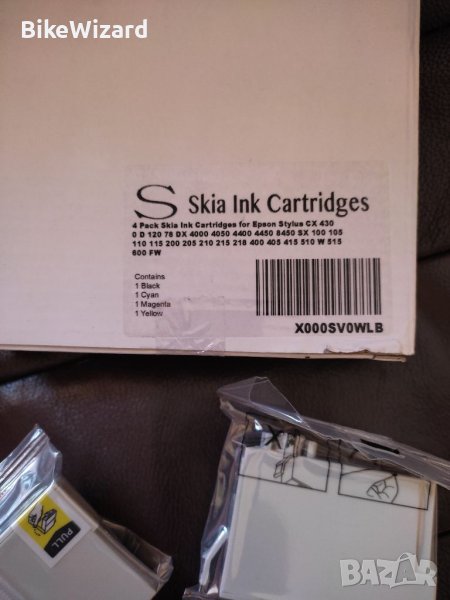 BikeWizard
S Skia Ink Cartridges
4 Pack Skia Ink Cartridges for Epson Stylus CX 430
0 D 120 78 DX 4000 4050 4400 4450 8450 SX 100 105
110 115 200 205 210 215 218 400 405 415 510 W 515
600 FW
Contains
1 Black
1 Cyan
1 Magenta
1 Yellow
X000SV0WLB
PULL
BAZAR